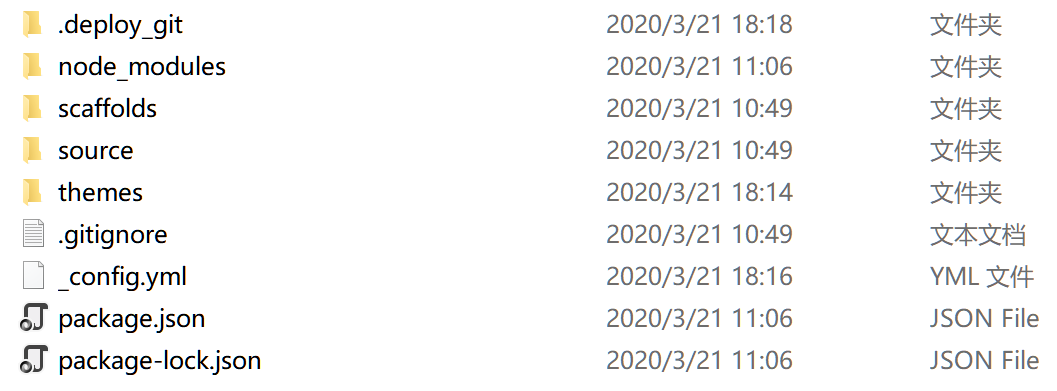 .deploy_git 2020/3/21 18:18 文件夹
node_modules 2020/3/21 11:06 文件夹
scaffolds 2020/3/21 10:49 文件夹
source 2020/3/21 10:49 文件夹
themes 2020/3/21 18:14 文件夹
.gitignore 2020/3/21 10:49 文本文档
_config.yml 2020/3/21 18:16 YML 文件
package.json 2020/3/21 11:06 JSON File
package-lock.json 2020/3/21 11:06 JSON File